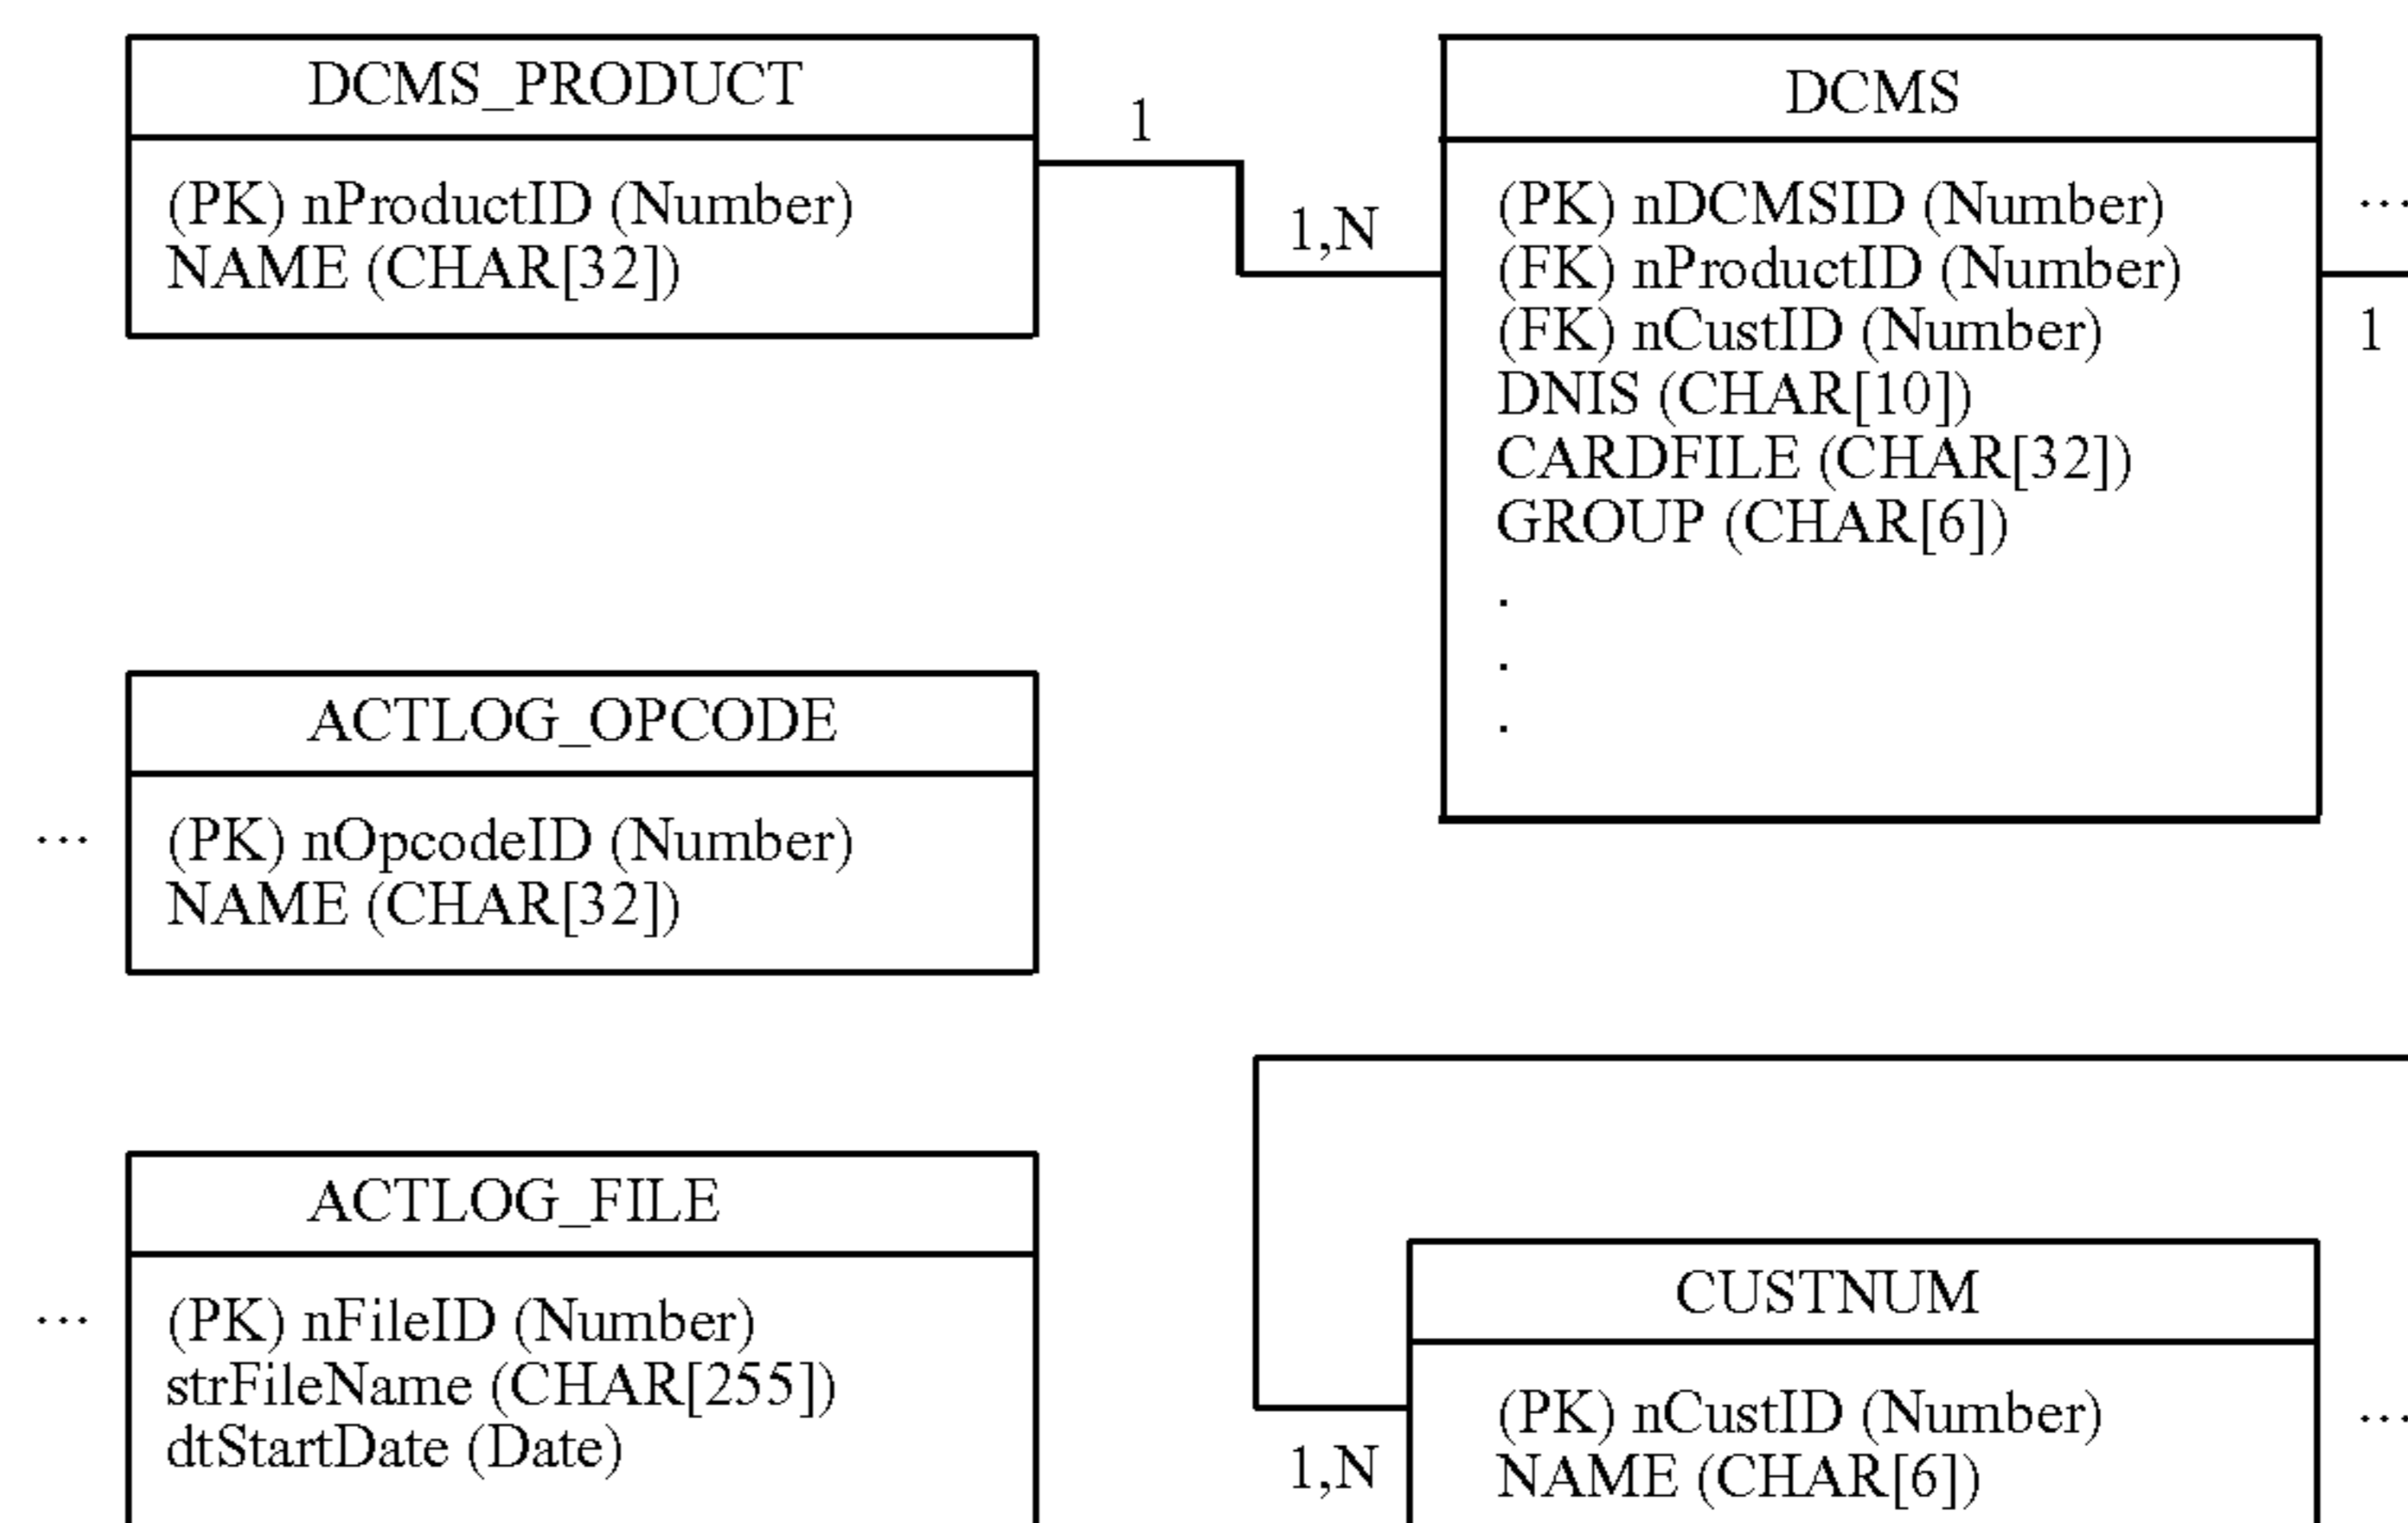 DCMS_PRODUCT
(PK) nProductID (Number)
NAME (CHAR[32])
1
1,N
DCMS
(PK) nDCMSID (Number)
(FK) nProductID (Number)
(FK) nCustID (Number)
DNIS (CHAR[10])
CARDFILE (CHAR[32])
GROUP (CHAR[6])
.
.
.
...
1
ACTLOG_OPCODE
...
(PK) nOpcodeID (Number)
NAME (CHAR[32])
ACTLOG_FILE
...
(PK) nFileID (Number)
strFileName (CHAR[255])
dtStartDate (Date)
1,N
CUSTNUM
(PK) nCustID (Number)
NAME (CHAR[6])
...